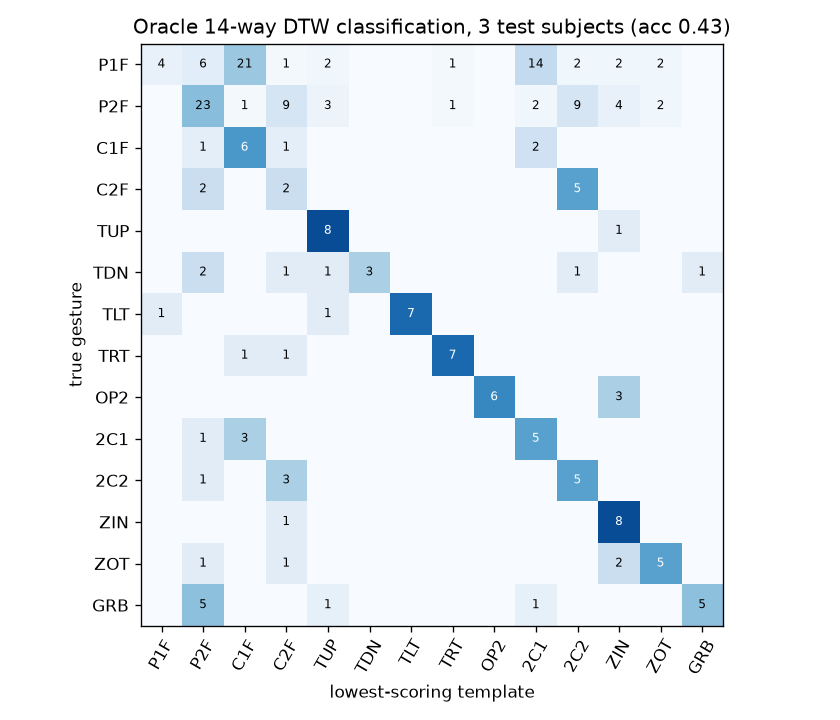 Oracle 14-way DTW classification, 3 test subjects (acc 0.43)
P1F 4 6 21 1 2 1 14 2 2 2
P2F 23 1 9 3 1 2 9 4 2
C1F 1 6 1 2
C2F 2 2 5
TUP 8 1
TDN 2 1 1 3 1 1
TLT 1 1 7
TRT 1 1 7
OP2 6 3
2C1 1 3 5
2C2 1 3 5
ZIN 1 8
ZOT 1 1 2 5
GRB 5 1 1 5
true gesture
P1F P2F C1F C2F TUP TDN TLT TRT OP2 2C1 2C2 ZIN ZOT GRB
lowest-scoring template